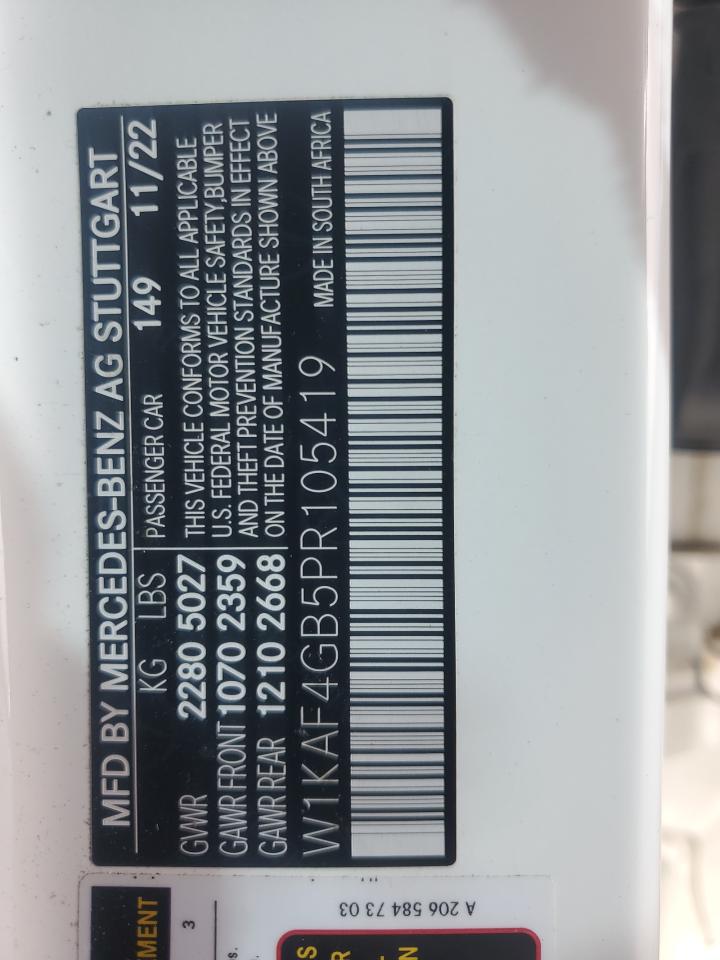 MFD BY MERCEDES-BENZ AG STUTTGART
KG LBS PASSENGER CAR 149 11/22
GVWR 2280 5027
GAWR FRONT 1070 2359
GAWR REAR 1210 2668
THIS VEHICLE CONFORMS TO ALL APPLICABLE
U.S. FEDERAL MOTOR VEHICLE SAFETY,BUMPER
AND THEFT PREVENTION STANDARDS IN EFFECT
ON THE DATE OF MANUFACTURE SHOWN ABOVE
W1KAF4GB5PR105419 MADE IN SOUTH AFRICA
A 206 584 73 03
3